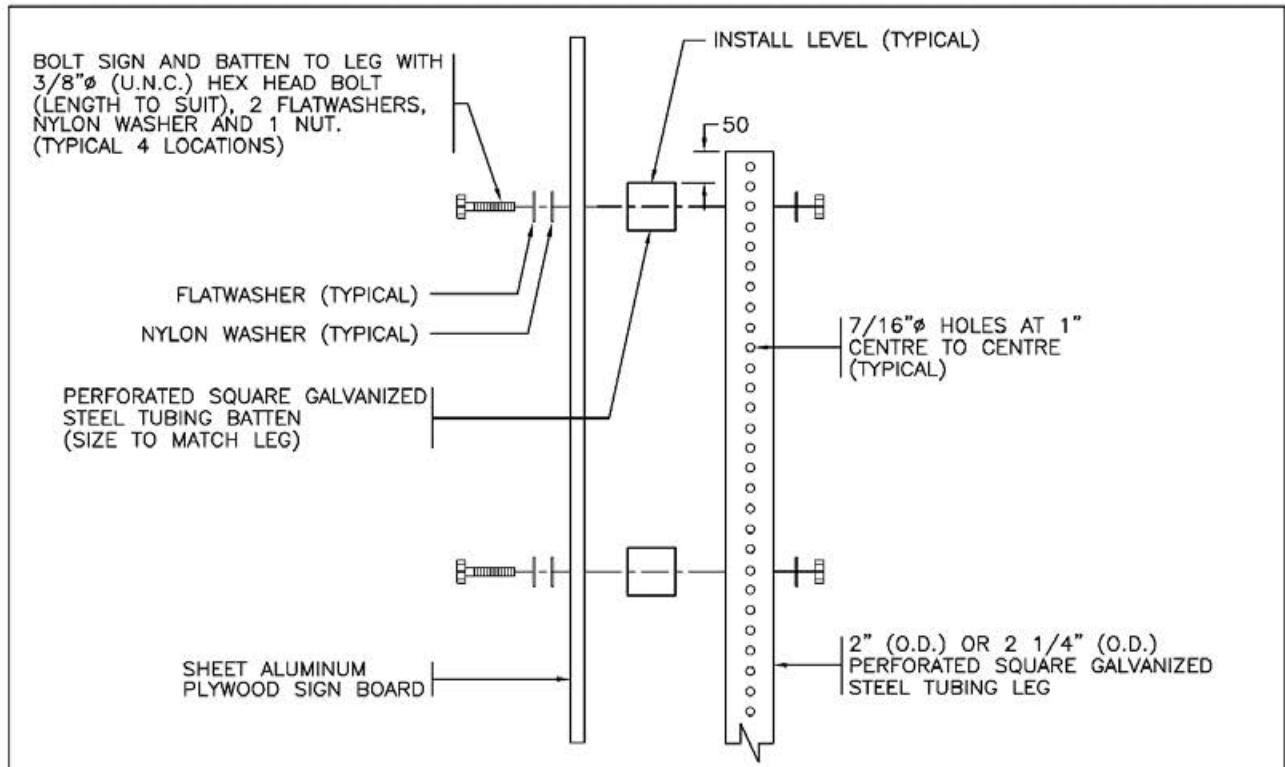 BOLT SIGN AND BATTEN TO LEG WITH
3/8"ø (U.N.C.) HEX HEAD BOLT
(LENGTH TO SUIT), 2 FLATWASHERS,
NYLON WASHER AND 1 NUT.
(TYPICAL 4 LOCATIONS)
INSTALL LEVEL (TYPICAL)
50
FLATWASHER (TYPICAL)
NYLON WASHER (TYPICAL)
7/16"ø HOLES AT 1"
CENTRE TO CENTRE
(TYPICAL)
PERFORATED SQUARE GALVANIZED
STEEL TUBING BATTEN
(SIZE TO MATCH LEG)
SHEET ALUMINUM
PLYWOOD SIGN BOARD
2" (O.D.) OR 2 1/4" (O.D.)
PERFORATED SQUARE GALVANIZED
STEEL TUBING LEG